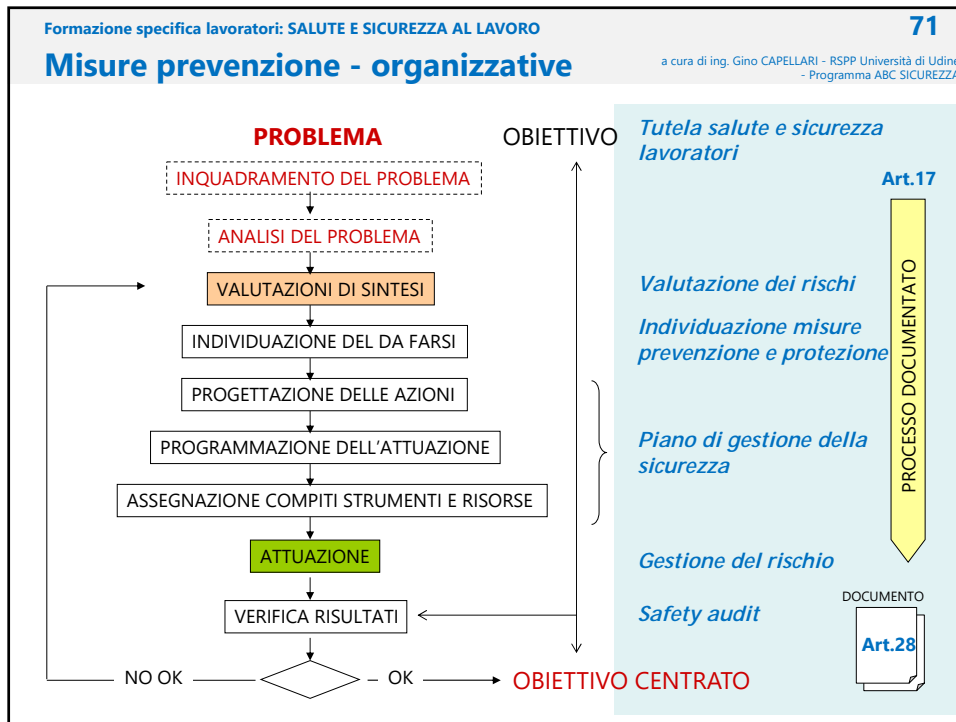 Formazione specifica lavoratori: SALUTE E SICUREZZA AL LAVORO
71
Misure prevenzione - organizzative
a cura di ing. Gino CAPELLARI - RSPP Università di Udine
- Programma ABC SICUREZZA
PROBLEMA
OBIETTIVO
Tutela salute e sicurezza
lavoratori
INQUADRAMENTO DEL PROBLEMA
Art.17
ANALISI DEL PROBLEMA
VALUTAZIONI DI SINTESI
Valutazione dei rischi
INDIVIDUAZIONE DEL DA FARSI
Individuazione misure
prevenzione e protezione
PROGETTAZIONE DELLE AZIONI
PROGRAMMAZIONE DELL'ATTUAZIONE
Piano di gestione della
sicurezza
PROCESSO DOCUMENTATO
ASSEGNAZIONE COMPITI STRUMENTI E RISORSE
ATTUAZIONE
Gestione del rischio
VERIFICA RISULTATI
Safety audit
DOCUMENTO
Art.28
NO OK
OK
OBIETTIVO CENTRATO